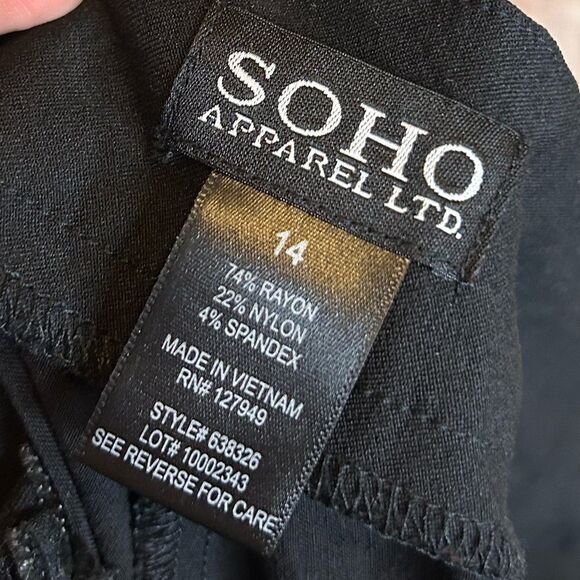 SOHO
APPAREL LTD.
14
74% RAYON
22% NYLON
4% SPANDEX
MADE IN VIETNAM
RN# 127949
STYLE# 638326
LOT# 10002343
SEE REVERSE FOR CARE